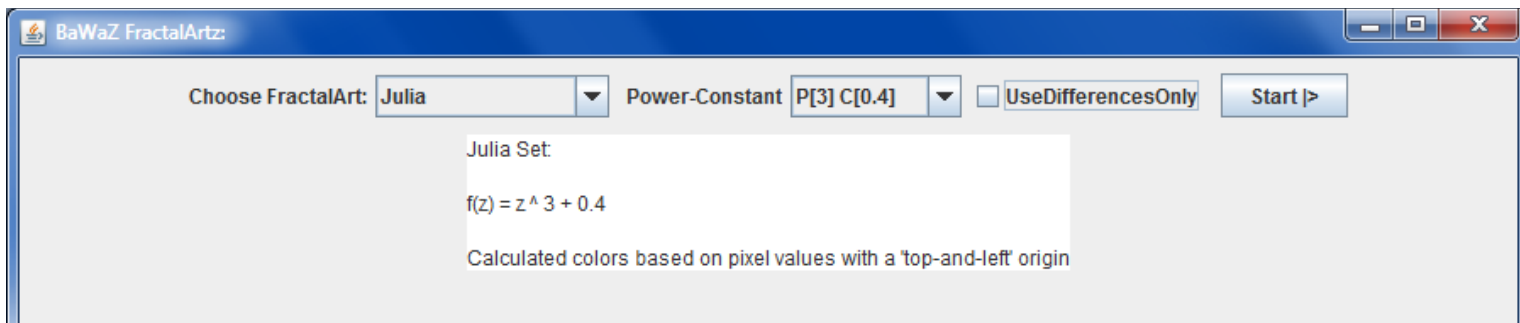 BaWaZ FractalArtz:
Choose FractalArt: Julia Power-Constant P[3] C[0.4] UseDifferencesOnly Start |>
Julia Set:
f(z) = z ^ 3 + 0.4
Calculated colors based on pixel values with a 'top-and-left' origin